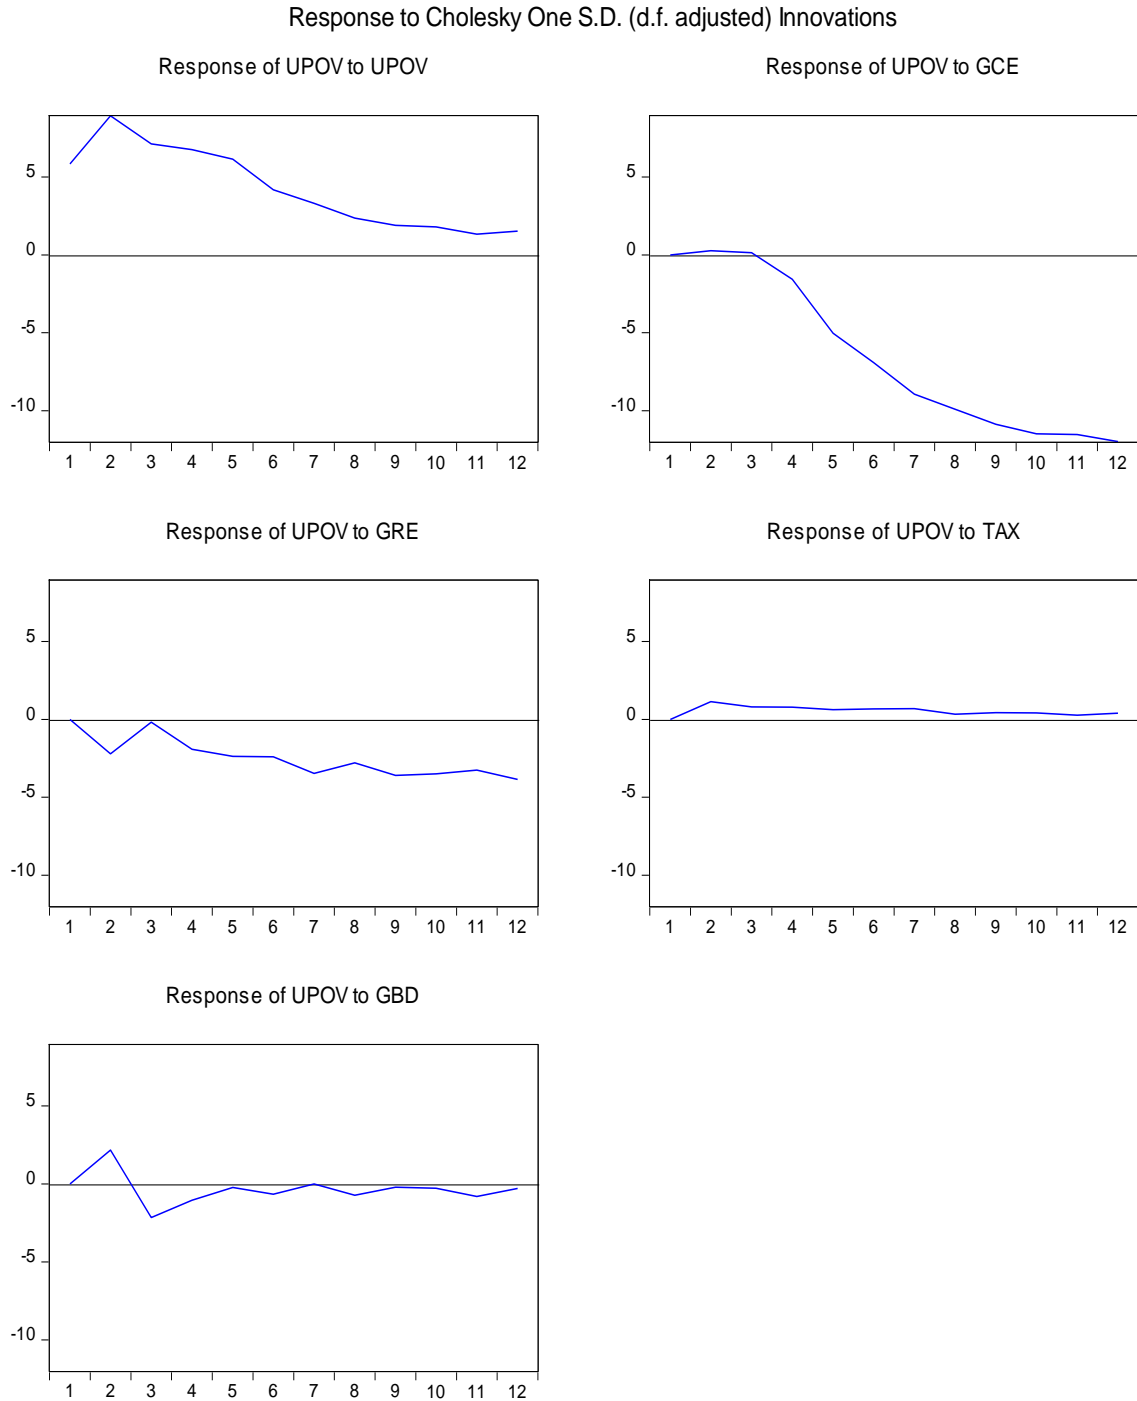 Response to Cholesky One S.D. (d.f. adjusted) Innovations
Response of UPOV to UPOV
5
0
-5
-10
1 2 3 4 5 6 7 8 9 10 11 12
Response of UPOV to GCE
5
0
-5
-10
1 2 3 4 5 6 7 8 9 10 11 12
Response of UPOV to GRE
5
0
-5
-10
1 2 3 4 5 6 7 8 9 10 11 12
Response of UPOV to TAX
5
0
-5
-10
1 2 3 4 5 6 7 8 9 10 11 12
Response of UPOV to GBD
5
0
-5
-10
1 2 3 4 5 6 7 8 9 10 11 12